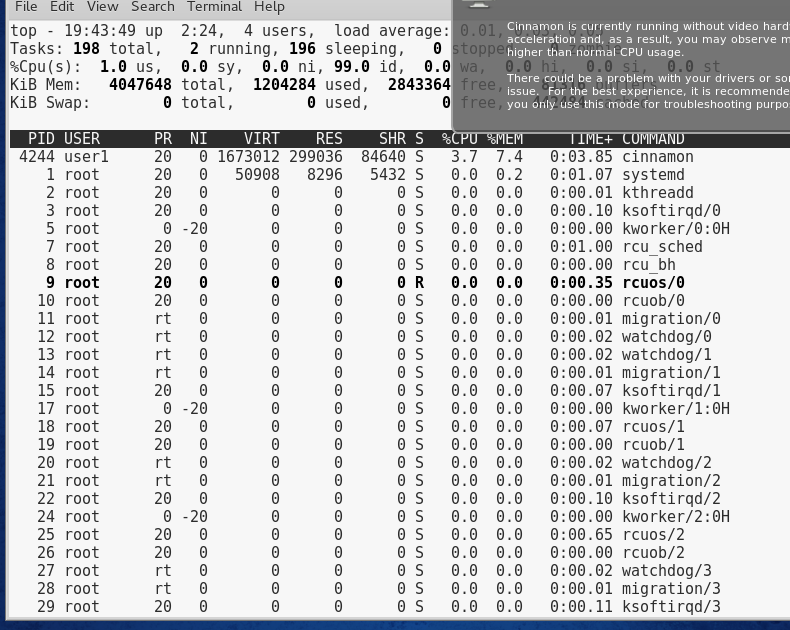 File Edit View Search Terminal Help
top - 19:43:49 up 2:24, 4 users, load average: 0.01,
Tasks: 198 total, 2 running, 196 sleeping, 0 stopped
%Cpu(s): 1.0 us, 0.0 sy, 0.0 ni, 99.0 id, 0.0 wa, 0.0 hi, 0.0 si, 0.0 st
KiB Mem: 4047648 total, 1204284 used, 2843364 free, 81316 buffers
KiB Swap: 0 total, 0 used, 0 free, 442484 cached
Cinnamon is currently running without video hardw
acceleration and, as a result, you may observe m
higher than normal CPU usage.
There could be a problem with your drivers or so
issue. For the best experience, it is recommende
you only use this mode for troubleshooting purpo
PID USER PR NI VIRT RES SHR S %CPU %MEM TIME+ COMMAND
4244 user1 20 0 1673012 299036 84640 S 3.7 7.4 0:03.85 cinnamon
1 root 20 0 50908 8296 5432 S 0.0 0.2 0:01.07 systemd
2 root 20 0 0 0 0 S 0.0 0.0 0:00.01 kthreadd
3 root 20 0 0 0 0 S 0.0 0.0 0:00.10 ksoftirqd/0
5 root 0 -20 0 0 0 S 0.0 0.0 0:00.00 kworker/0:0H
7 root 20 0 0 0 0 S 0.0 0.0 0:01.00 rcu_sched
8 root 20 0 0 0 0 S 0.0 0.0 0:00.00 rcu_bh
9 root 20 0 0 0 0 R 0.0 0.0 0:00.35 rcuos/0
10 root 20 0 0 0 0 S 0.0 0.0 0:00.00 rcuob/0
11 root rt 0 0 0 0 S 0.0 0.0 0:00.01 migration/0
12 root rt 0 0 0 0 S 0.0 0.0 0:00.02 watchdog/0
13 root rt 0 0 0 0 S 0.0 0.0 0:00.02 watchdog/1
14 root rt 0 0 0 0 S 0.0 0.0 0:00.01 migration/1
15 root 20 0 0 0 0 S 0.0 0.0 0:00.07 ksoftirqd/1
17 root 0 -20 0 0 0 S 0.0 0.0 0:00.00 kworker/1:0H
18 root 20 0 0 0 0 S 0.0 0.0 0:00.07 rcuos/1
19 root 20 0 0 0 0 S 0.0 0.0 0:00.00 rcuob/1
20 root rt 0 0 0 0 S 0.0 0.0 0:00.02 watchdog/2
21 root rt 0 0 0 0 S 0.0 0.0 0:00.01 migration/2
22 root 20 0 0 0 0 S 0.0 0.0 0:00.10 ksoftirqd/2
24 root 0 -20 0 0 0 S 0.0 0.0 0:00.00 kworker/2:0H
25 root 20 0 0 0 0 S 0.0 0.0 0:00.65 rcuos/2
26 root 20 0 0 0 0 S 0.0 0.0 0:00.00 rcuob/2
27 root rt 0 0 0 0 S 0.0 0.0 0:00.02 watchdog/3
28 root rt 0 0 0 0 S 0.0 0.0 0:00.01 migration/3
29 root 20 0 0 0 0 S 0.0 0.0 0:00.11 ksoftirqd/3